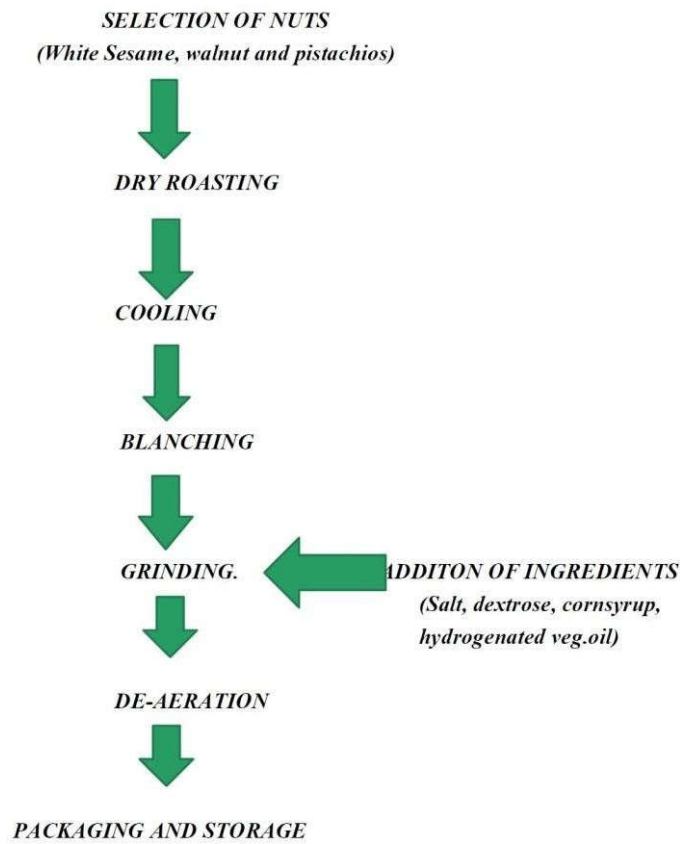 SELECTION OF NUTS
(White Sesame, walnut and pistachios)
DRY ROASTING
COOLING
BLANCHING
GRINDING.
ADDITON OF INGREDIENTS
(Salt, dextrose, cornsyrup,
hydrogenated veg.oil)
DE-AERATION
PACKAGING AND STORAGE